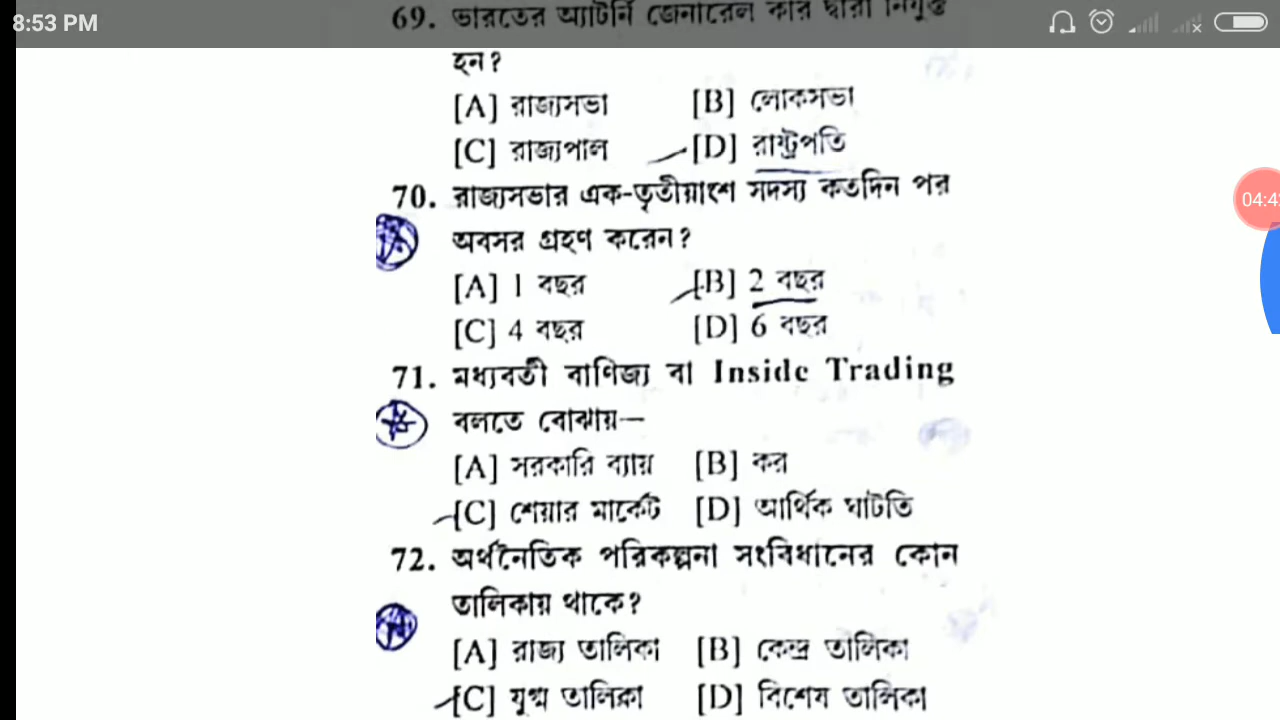 8:53 PM
69. ভারতের অ্যাটর্নি জেনারেল কার দ্বারা নিযুক্ত
হন?
[A] রাজ্যসভা [B] লোকসভা
[C] রাজ্যপাল [D] রাষ্ট্রপতি
04:4
70. রাজ্যসভার এক-তৃতীয়াংশ সদস্য কতদিন পর
অবসর গ্রহণ করেন?
[A] 1 বছর [B] 2 বছর
[C] 4 বছর [D] 6 বছর
71. মধ্যবর্তী বাণিজ্য বা Inside Trading
বলতে বোঝায়—
[A] সরকারি ব্যায় [B] কর
[C] শেয়ার মার্কেট [D] আর্থিক ঘাটতি
72. অর্থনৈতিক পরিকল্পনা সংবিধানের কোন
তালিকায় থাকে?
[A] রাজ্য তালিকা [B] কেন্দ্র তালিকা
[C] যুগ্ম তালিকা [D] বিশেষ তালিকা